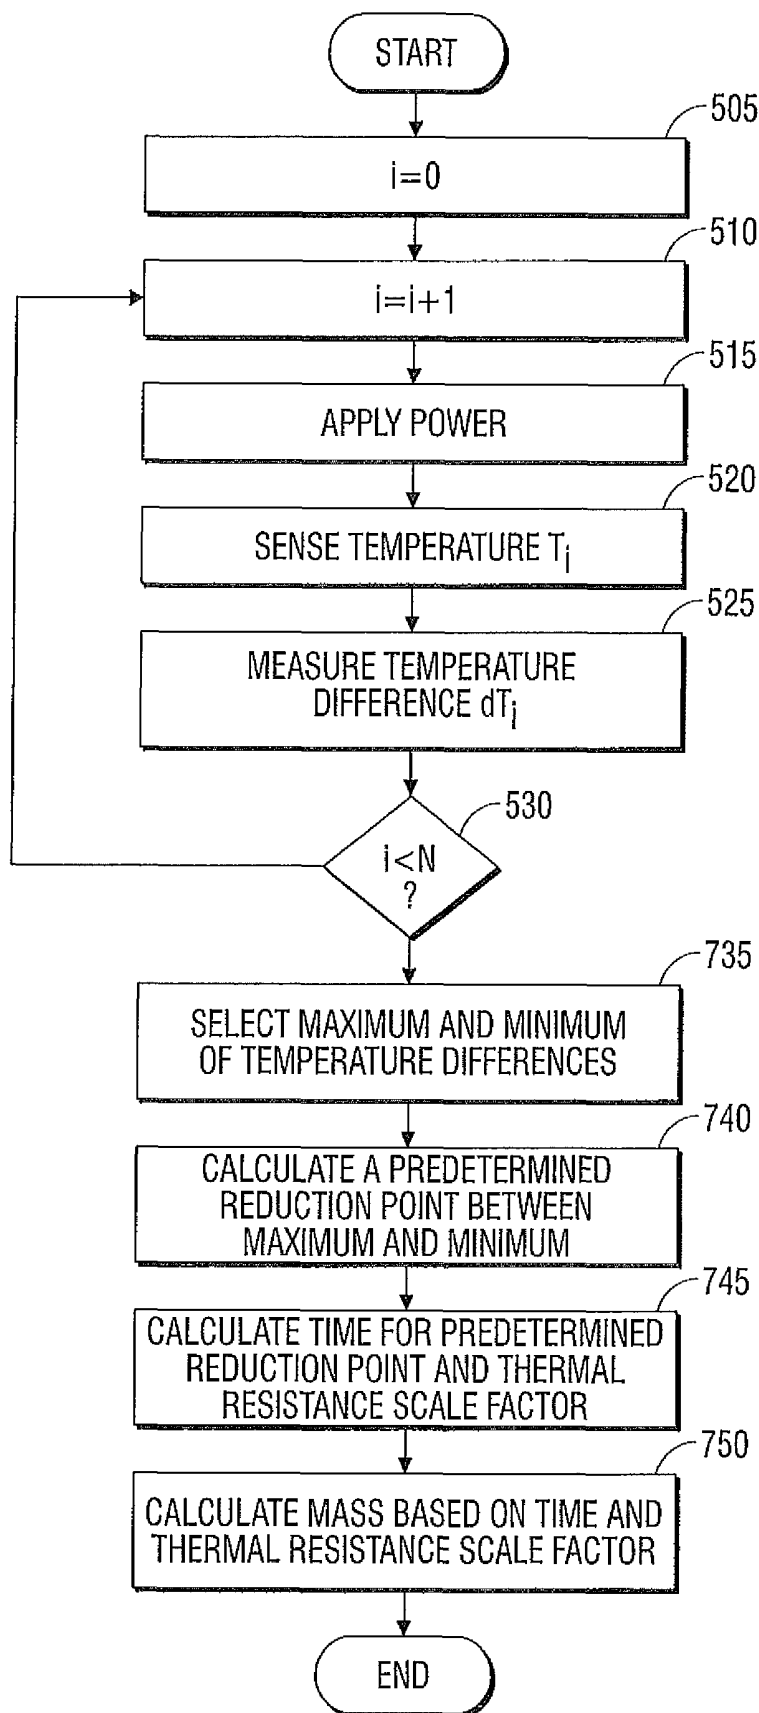 START
505
i=0
510
i=i+1
515
APPLY POWER
520
SENSE TEMPERATURE Ti
525
MEASURE TEMPERATURE
DIFFERENCE dTi
530
i<N
?
735
SELECT MAXIMUM AND MINIMUM
OF TEMPERATURE DIFFERENCES
740
CALCULATE A PREDETERMINED
REDUCTION POINT BETWEEN
MAXIMUM AND MINIMUM
745
CALCULATE TIME FOR PREDETERMINED
REDUCTION POINT AND THERMAL
RESISTANCE SCALE FACTOR
750
CALCULATE MASS BASED ON TIME AND
THERMAL RESISTANCE SCALE FACTOR
END